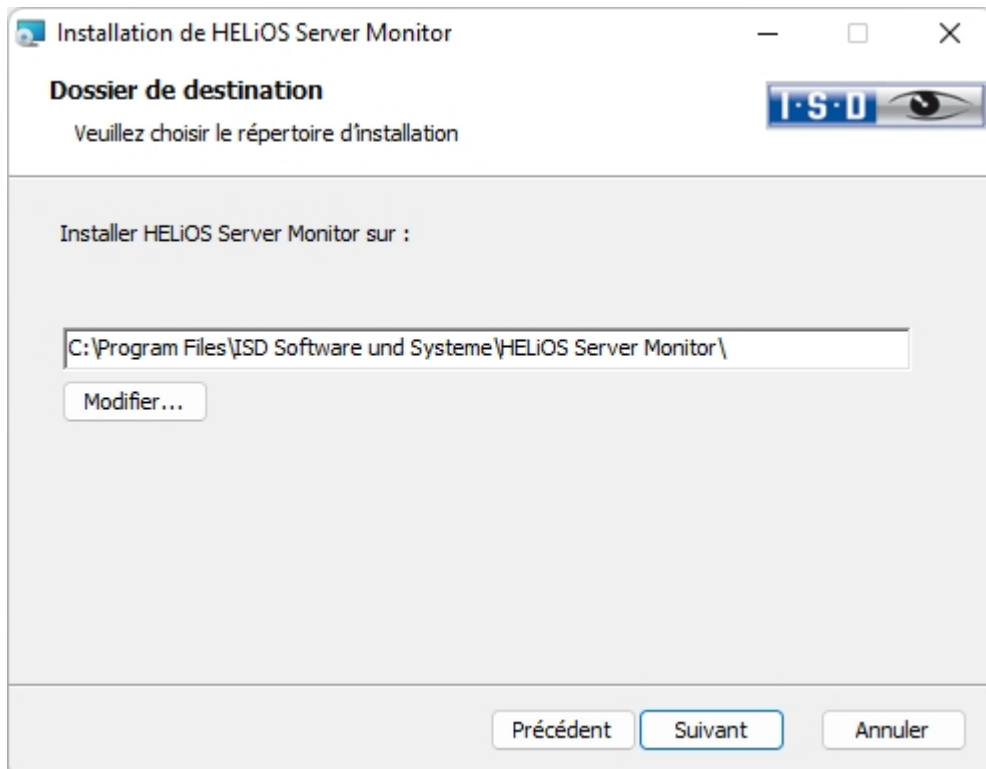 Installation de HELiOS Server Monitor
Dossier de destination
Veuillez choisir le répertoire d'installation
I·S·D
Installer HELiOS Server Monitor sur :
C:\Program Files\ISD Software und Systeme\HELiOS Server Monitor\
Modifier...
Précédent
Suivant
Annuler